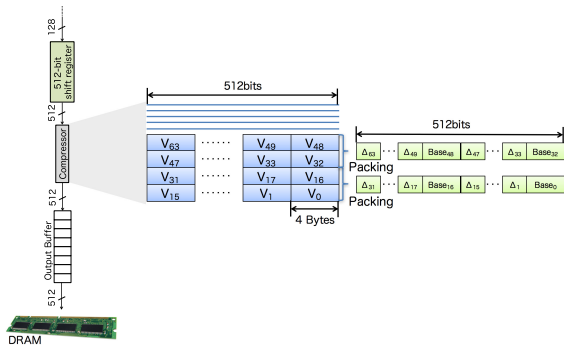 128
512-bit
shift register
512
Compressor
512
Output Buffer
512
DRAM
512bits
V63 ······ V49 V48
V47 ······ V33 V32
V31 ······ V17 V16
V15 ······ V1 V0
4 Bytes
Packing
Packing
512bits
Δ63 ··· Δ49 Base48 Δ47 ··· Δ33 Base32
Δ31 ··· Δ17 Base16 Δ15 ··· Δ1 Base0